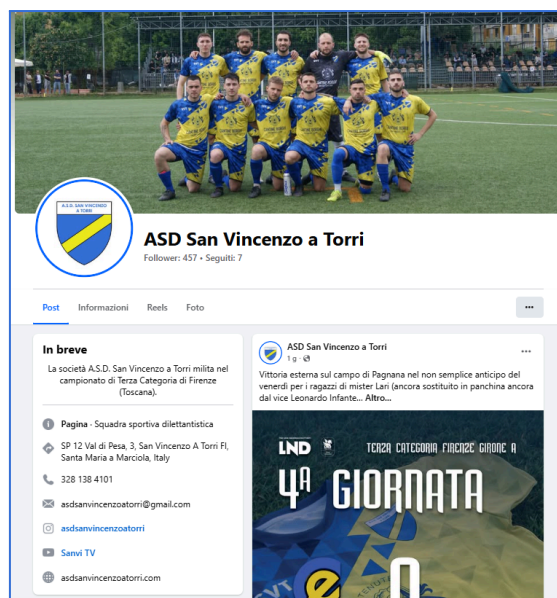 A.S.D. SAN VINCENZO
A TORRI
ASD San Vincenzo a Torri
Follower: 457 • Seguiti: 7
Post Informazioni Reels Foto
In breve
La società A.S.D. San Vincenzo a Torri milita nel
campionato di Terza Categoria di Firenze
(Toscana).
Pagina · Squadra sportiva dilettantistica
SP 12 Val di Pesa, 3, San Vincenzo A Torri FI,
Santa Maria a Marciola, Italy
328 138 4101
asdsanvincenzoatorri@gmail.com
asdsanvincenzoatorri
Sanvi TV
asdsanvincenzoatorri.com
ASD San Vincenzo a Torri
1 g ·
Vittoria esterna sul campo di Pagnana nel non semplice anticipo del
venerdì per i ragazzi di mister Lari (ancora sostituito in panchina ancora
dal vice Leonardo Infante... Altro...
LND TERZA CATEGORIA FIRENZE GIRONE A
4ª GIORNATA